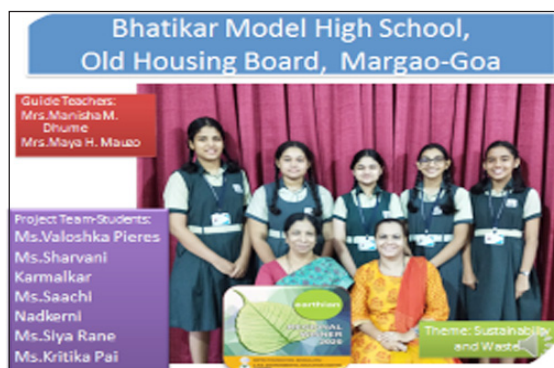 Bhatikar Model High School,
Old Housing Board, Margao-Goa
Guide Teachers:
Mrs.Manisha M.
Dhume
Mrs.Maya H. Mauzo
Project Team-Students:
Ms.Valoshka Pieres
Ms.Sharvani
Karmalkar
Ms.Saachi
Nadkerni
Ms.Siya Rane
Ms.Kritika Pai
earthian
REGIONAL
WINNER
2020
Theme: Sustainability
and Waste